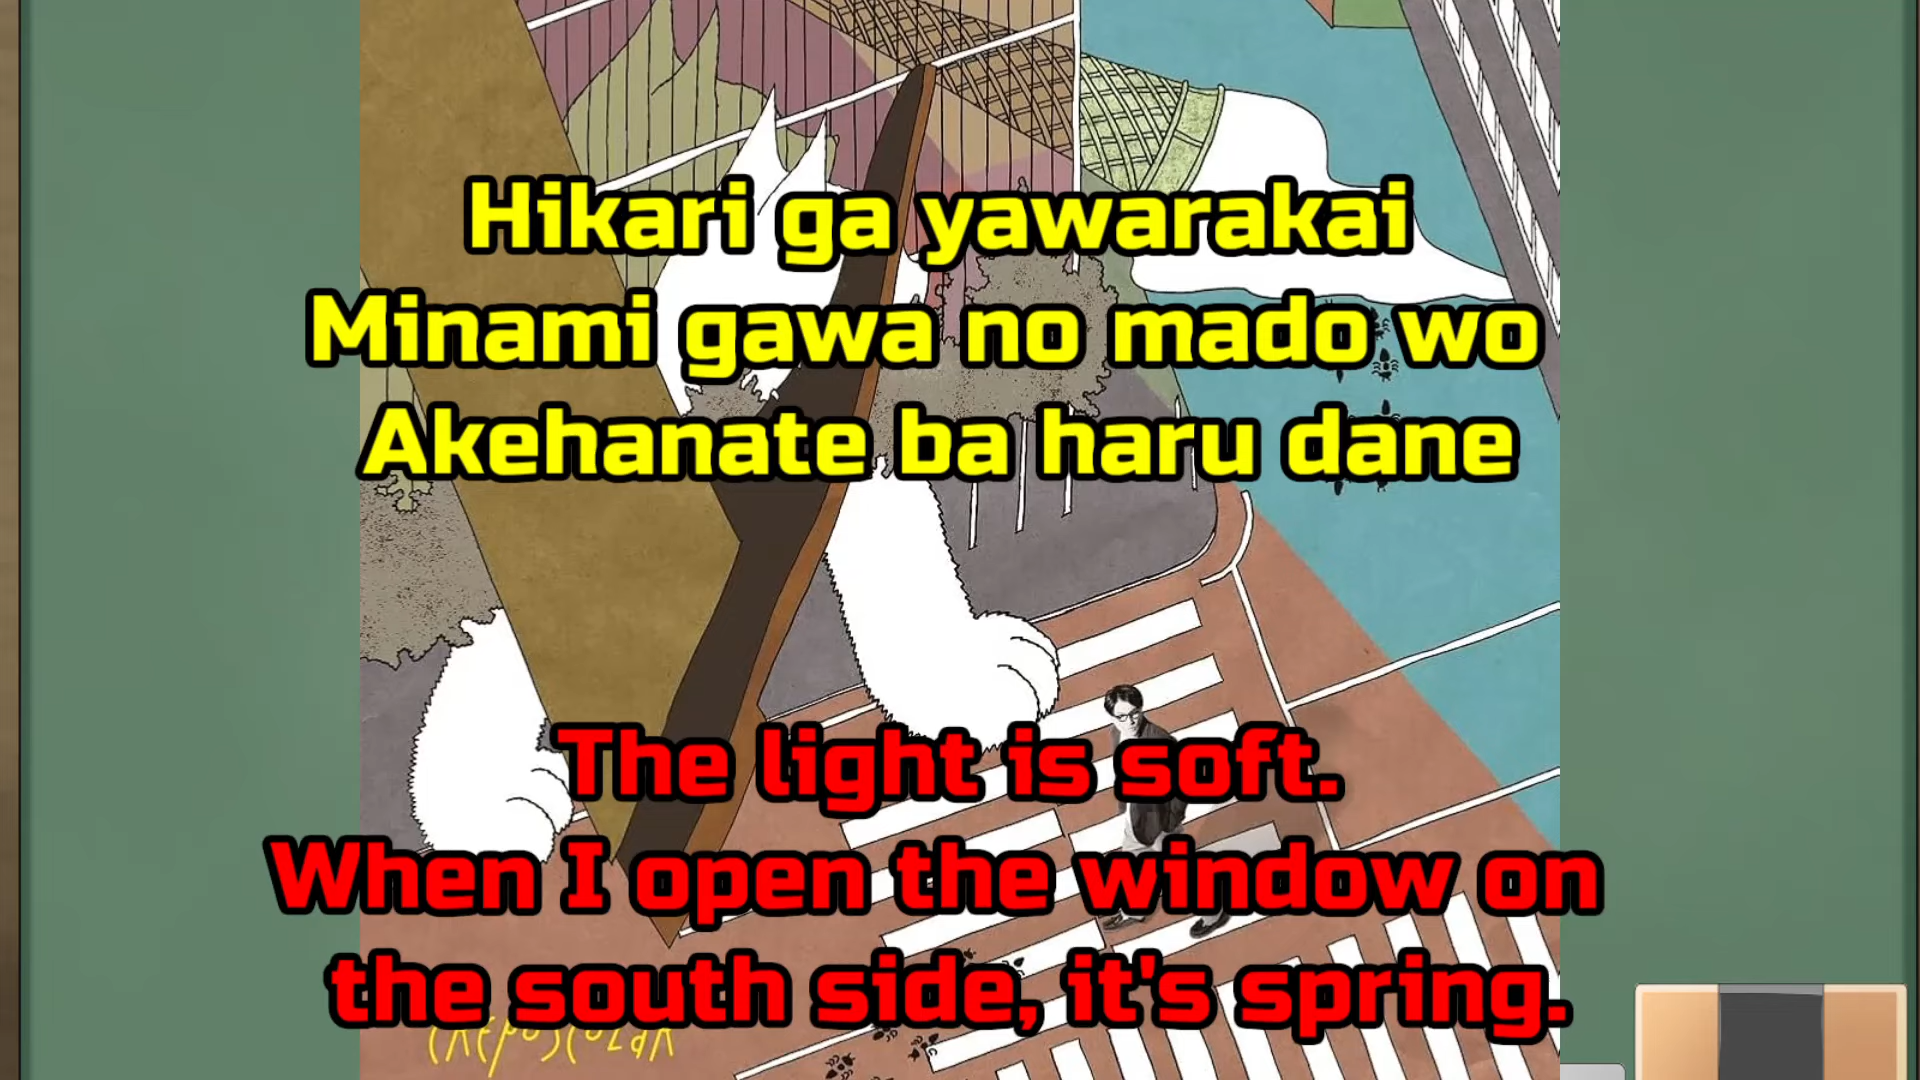 Hikari ga yawarakai
Minami gawa no mado wo
Akehanate ba haru dane
The light is soft.
When I open the window on
the south side, it's spring.